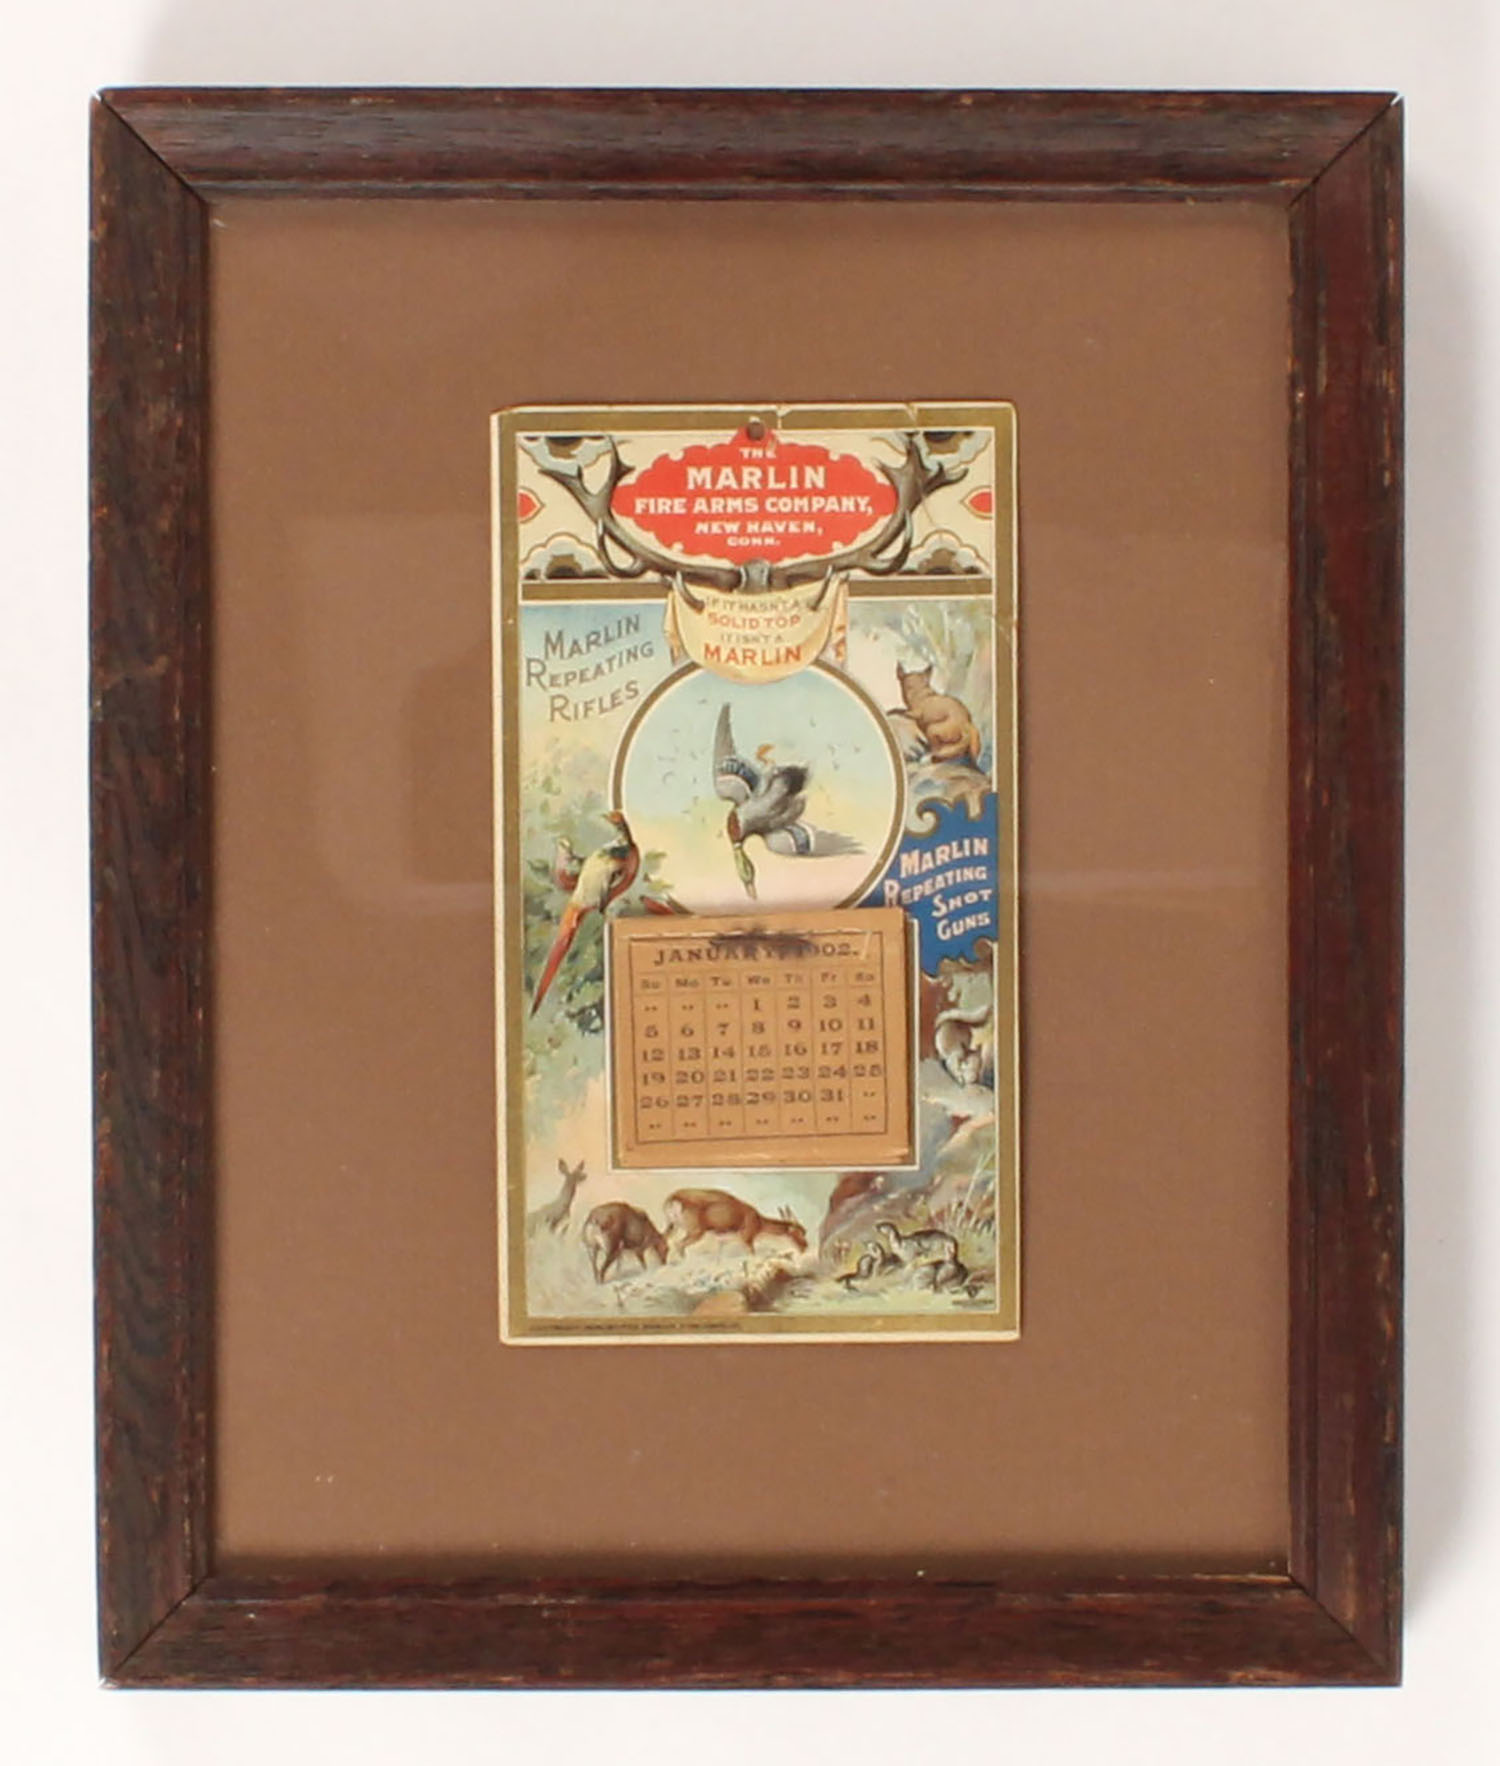 THE
MARLIN
FIRE ARMS COMPANY,
NEW HAVEN,
CONN.
IF IT HASN'T A
SOLID TOP
IT ISN'T A
MARLIN
MARLIN
REPEATING
RIFLES
MARLIN
REPEATING
SHOT
GUNS
JANUARY, 1902.
Su Mo Tu We Th Fr Sa
" " " 1 2 3 4
5 6 7 8 9 10 11
12 13 14 15 16 17 18
19 20 21 22 23 24 25
26 27 28 29 30 31 "
" " " " " " "